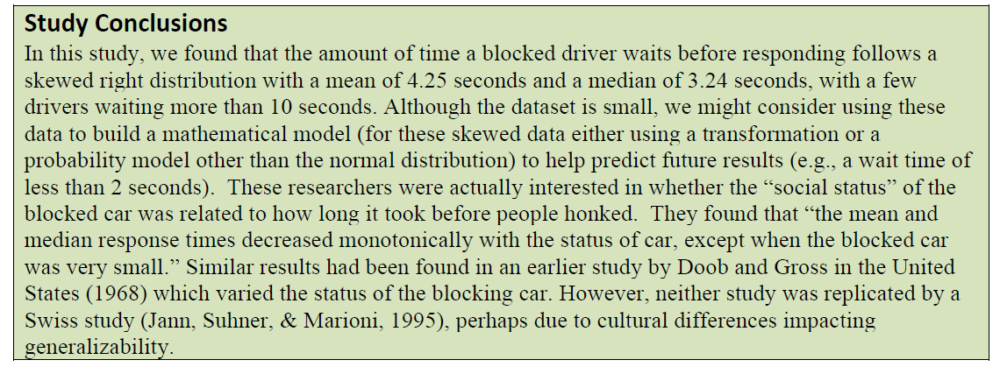 Study Conclusions
In this study, we found that the amount of time a blocked driver waits before responding follows a
skewed right distribution with a mean of 4.25 seconds and a median of 3.24 seconds, with a few
drivers waiting more than 10 seconds. Although the dataset is small, we might consider using these
data to build a mathematical model (for these skewed data either using a transformation or a
probability model other than the normal distribution) to help predict future results (e.g., a wait time of
less than 2 seconds).  These researchers were actually interested in whether the “social status” of the
blocked car was related to how long it took before people honked.  They found that “the mean and
median response times decreased monotonically with the status of car, except when the blocked car
was very small.” Similar results had been found in an earlier study by Doob and Gross in the United
States (1968) which varied the status of the blocking car. However, neither study was replicated by a
Swiss study (Jann, Suhner, & Marioni, 1995), perhaps due to cultural differences impacting
generalizability.